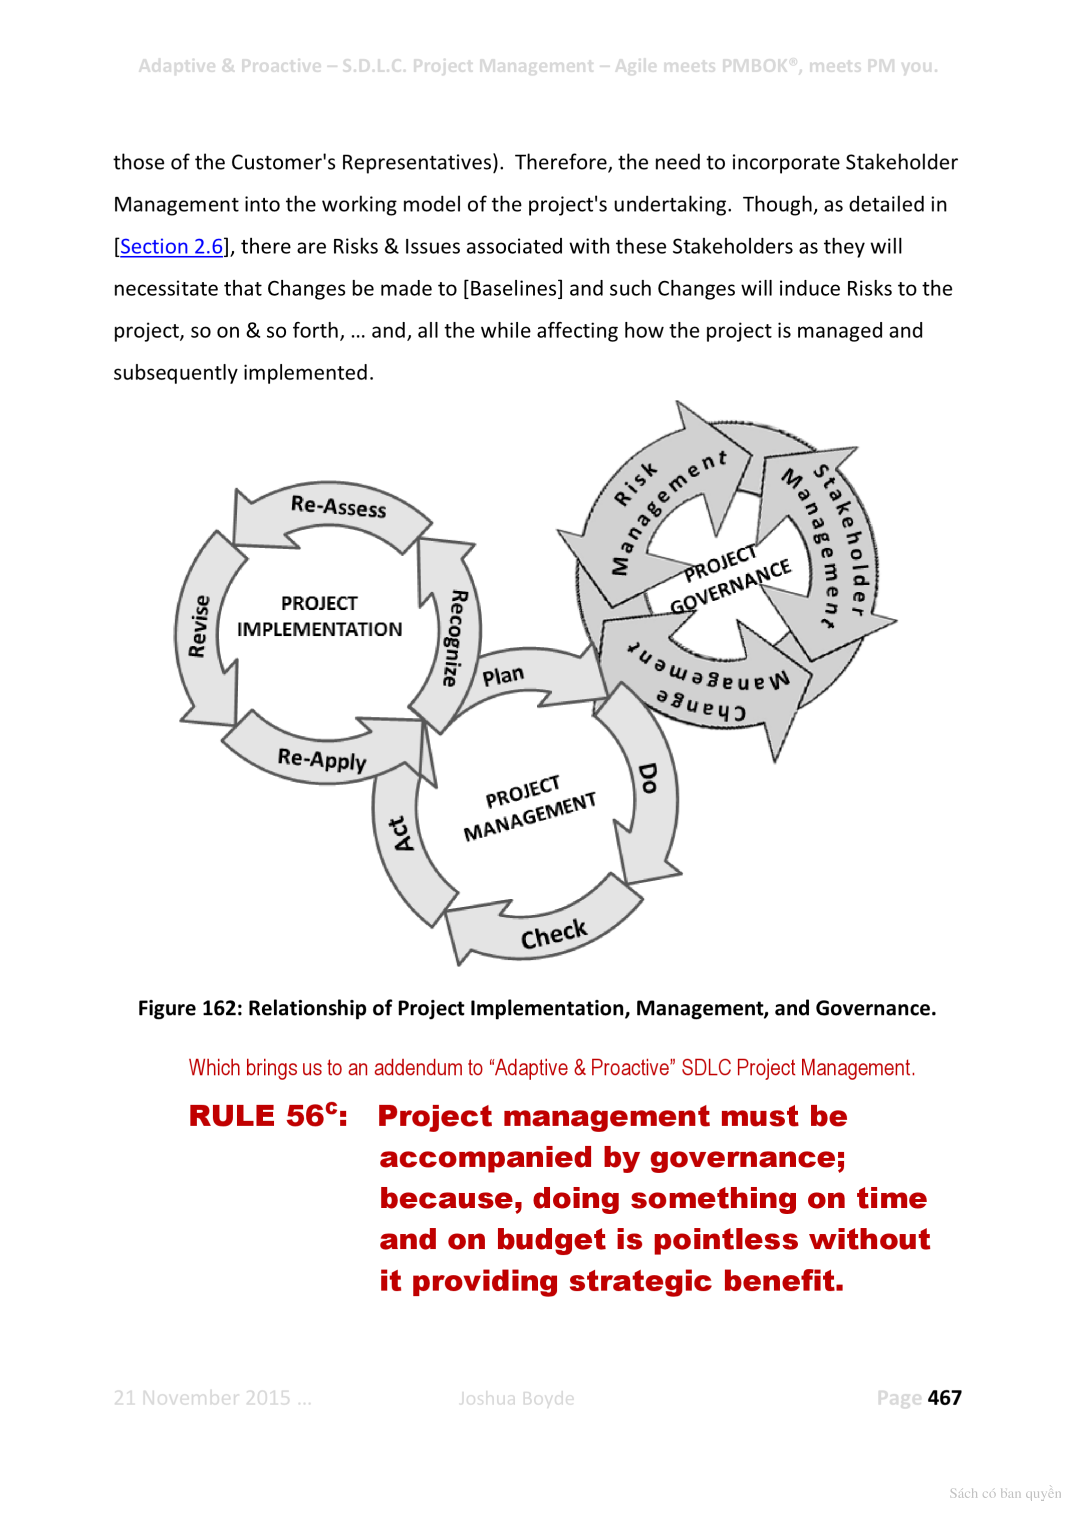 Adaptive & Proactive – S.D.L.C. Project Management – Agile meets PMBOK®, meets PM you.
those of the Customer's Representatives).  Therefore, the need to incorporate Stakeholder
Management into the working model of the project's undertaking.  Though, as detailed in
[Section 2.6], there are Risks & Issues associated with these Stakeholders as they will
necessitate that Changes be made to [Baselines] and such Changes will induce Risks to the
project, so on & so forth, … and, all the while affecting how the project is managed and
subsequently implemented.
Re-Assess
Revise
PROJECT
IMPLEMENTATION
Recognize
Re-Apply
Risk
Management
Stakeholder
Management
PROJECT
GOVERNANCE
Change
Management
Plan
Do
PROJECT
MANAGEMENT
Act
Check
Figure 162: Relationship of Project Implementation, Management, and Governance.
Which brings us to an addendum to “Adaptive & Proactive” SDLC Project Management.
RULE 56C: Project management must be
accompanied by governance;
because, doing something on time
and on budget is pointless without
it providing strategic benefit.
21 November 2015 … Joshua Boyde Page 467
Sách có bản quyền